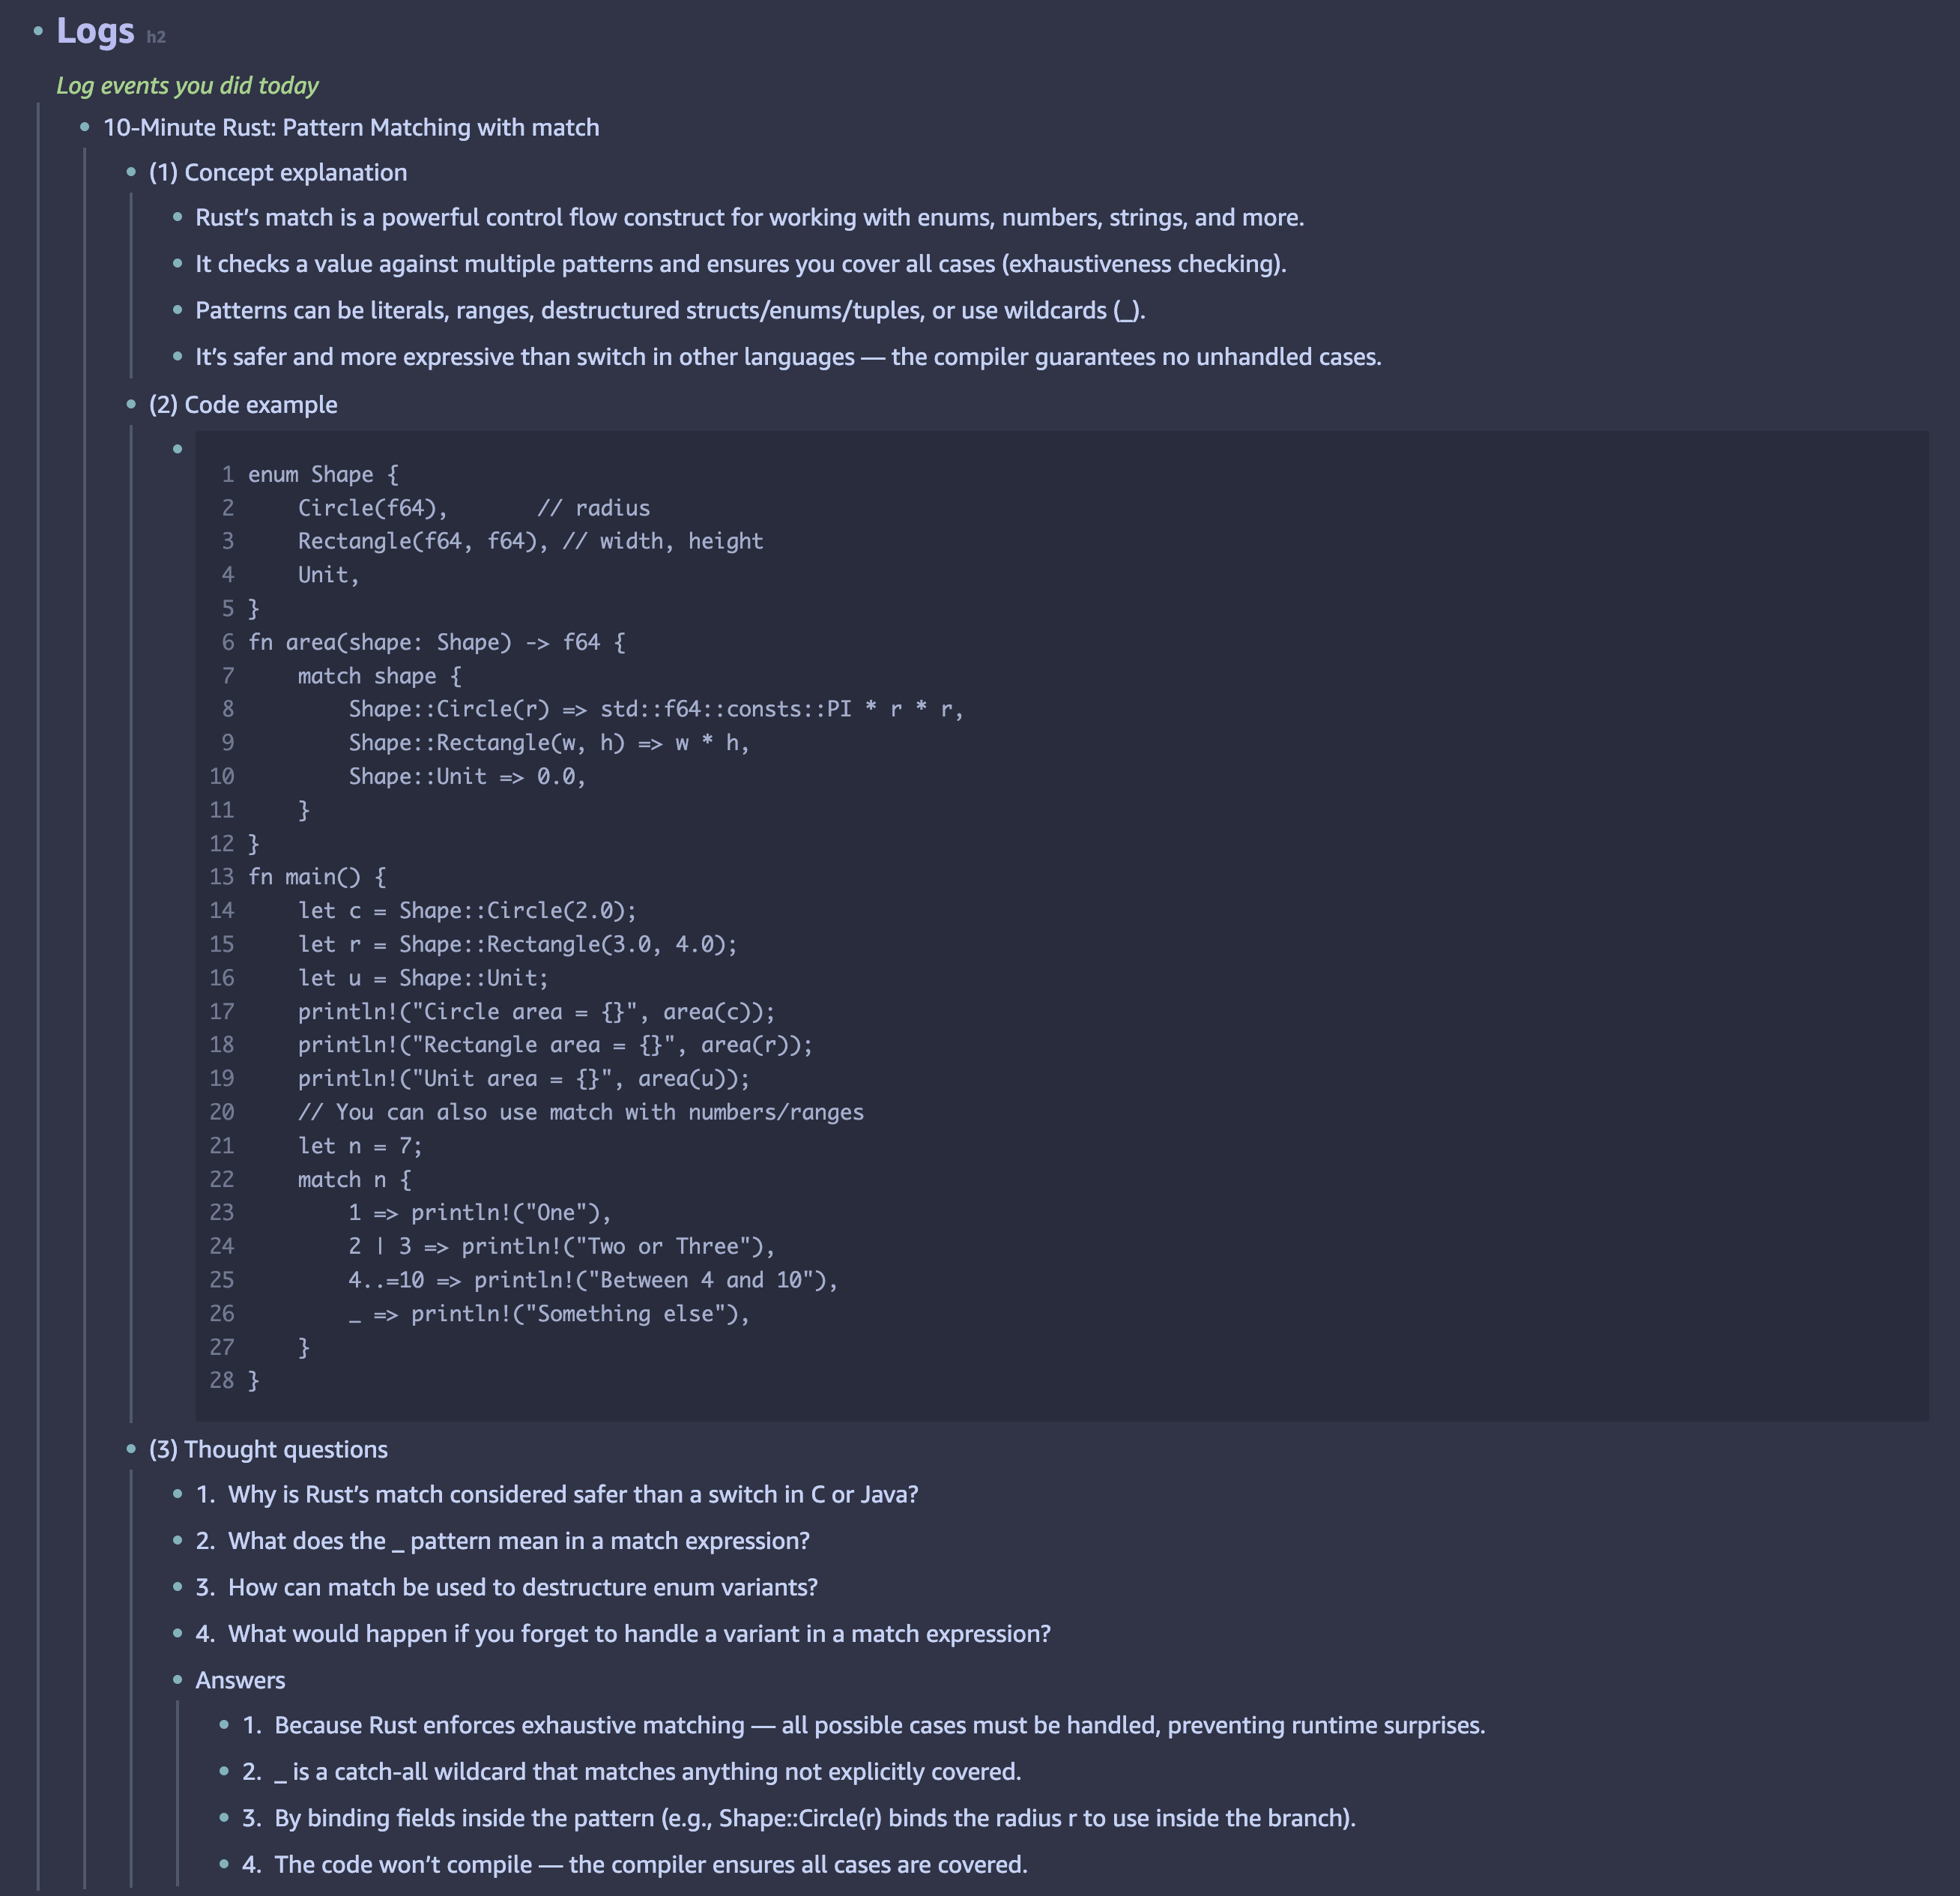 Logs h2
Log events you did today
10-Minute Rust: Pattern Matching with match
(1) Concept explanation
Rust’s match is a powerful control flow construct for working with enums, numbers, strings, and more.
It checks a value against multiple patterns and ensures you cover all cases (exhaustiveness checking).
Patterns can be literals, ranges, destructured structs/enums/tuples, or use wildcards (_).
It’s safer and more expressive than switch in other languages — the compiler guarantees no unhandled cases.
(2) Code example
1 enum Shape {
2     Circle(f64),       // radius
3     Rectangle(f64, f64), // width, height
4     Unit,
5 }
6 fn area(shape: Shape) -> f64 {
7     match shape {
8         Shape::Circle(r) => std::f64::consts::PI * r * r,
9         Shape::Rectangle(w, h) => w * h,
10         Shape::Unit => 0.0,
11     }
12 }
13 fn main() {
14     let c = Shape::Circle(2.0);
15     let r = Shape::Rectangle(3.0, 4.0);
16     let u = Shape::Unit;
17     println!("Circle area = {}", area(c));
18     println!("Rectangle area = {}", area(r));
19     println!("Unit area = {}", area(u));
20     // You can also use match with numbers/ranges
21     let n = 7;
22     match n {
23         1 => println!("One"),
24         2 | 3 => println!("Two or Three"),
25         4..=10 => println!("Between 4 and 10"),
26         _ => println!("Something else"),
27     }
28 }
(3) Thought questions
1. Why is Rust’s match considered safer than a switch in C or Java?
2. What does the _ pattern mean in a match expression?
3. How can match be used to destructure enum variants?
4. What would happen if you forget to handle a variant in a match expression?
Answers
1. Because Rust enforces exhaustive matching — all possible cases must be handled, preventing runtime surprises.
2. _ is a catch-all wildcard that matches anything not explicitly covered.
3. By binding fields inside the pattern (e.g., Shape::Circle(r) binds the radius r to use inside the branch).
4. The code won’t compile — the compiler ensures all cases are covered.